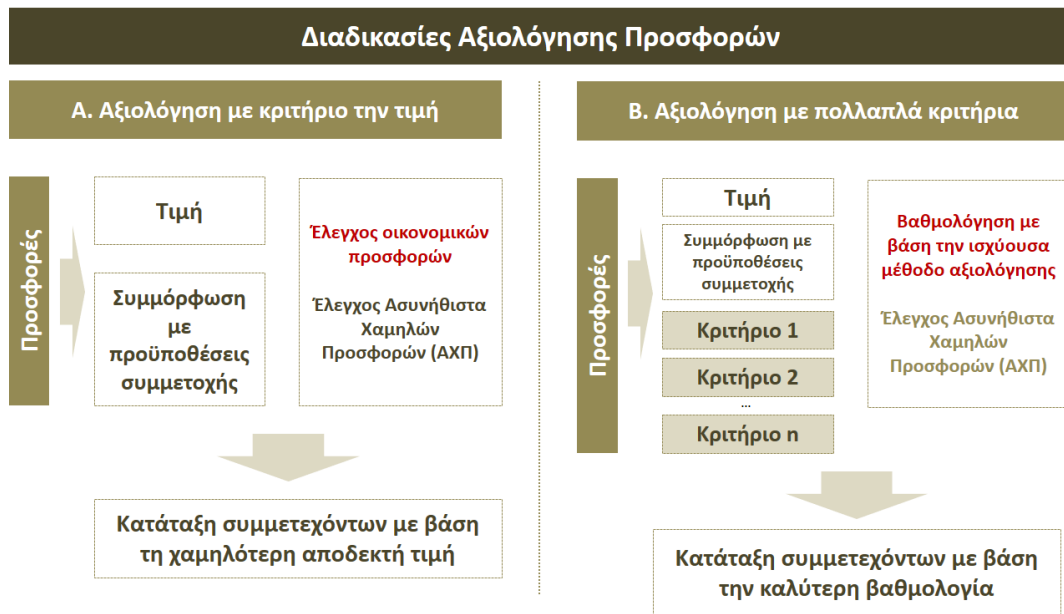 Διαδικασίες Αξιολόγησης Προσφορών
Α. Αξιολόγηση με κριτήριο την τιμή
Προσφορές
Τιμή
Συμμόρφωση
με
προϋποθέσεις
συμμετοχής
Έλεγχος οικονομικών
προσφορών
Έλεγχος Ασυνήθιστα
Χαμηλών
Προσφορών (ΑΧΠ)
Κατάταξη συμμετεχόντων με βάση
τη χαμηλότερη αποδεκτή τιμή
Β. Αξιολόγηση με πολλαπλά κριτήρια
Προσφορές
Τιμή
Συμμόρφωση με
προϋποθέσεις
συμμετοχής
Κριτήριο 1
Κριτήριο 2
...
Κριτήριο n
Βαθμολόγηση με
βάση την ισχύουσα
μέθοδο αξιολόγησης
Έλεγχος Ασυνήθιστα
Χαμηλών
Προσφορών (ΑΧΠ)
Κατάταξη συμμετεχόντων με βάση
την καλύτερη βαθμολογία